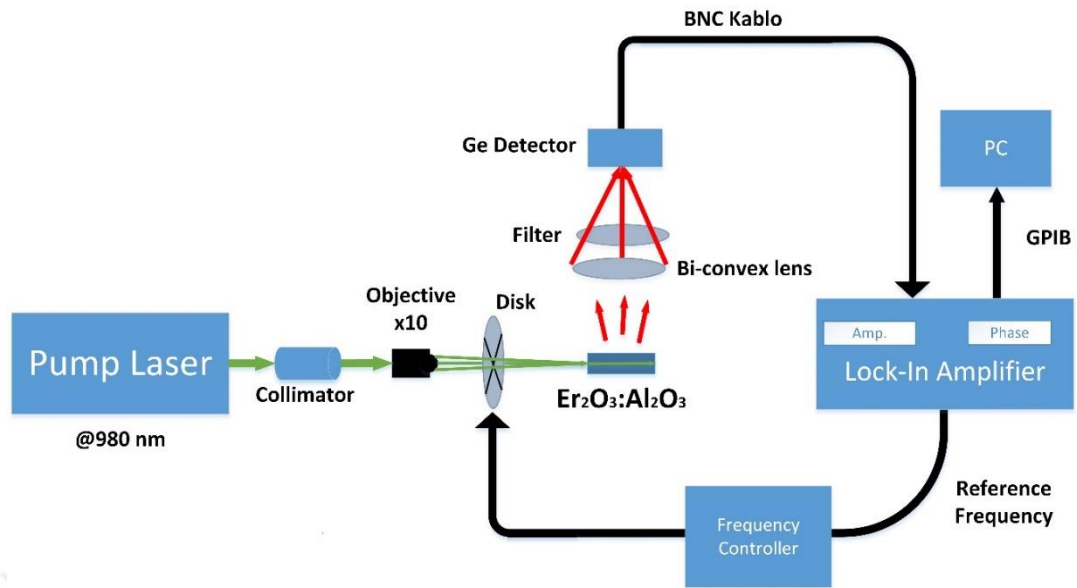 BNC Kablo
Ge Detector
PC
Filter
GPIB
Bi-convex lens
Objective
x10
Disk
Amp.
Phase
Pump Laser
Lock-In Amplifier
Collimator
Er₂O₃:Al₂O₃
@980 nm
Reference
Frequency
Frequency
Controller